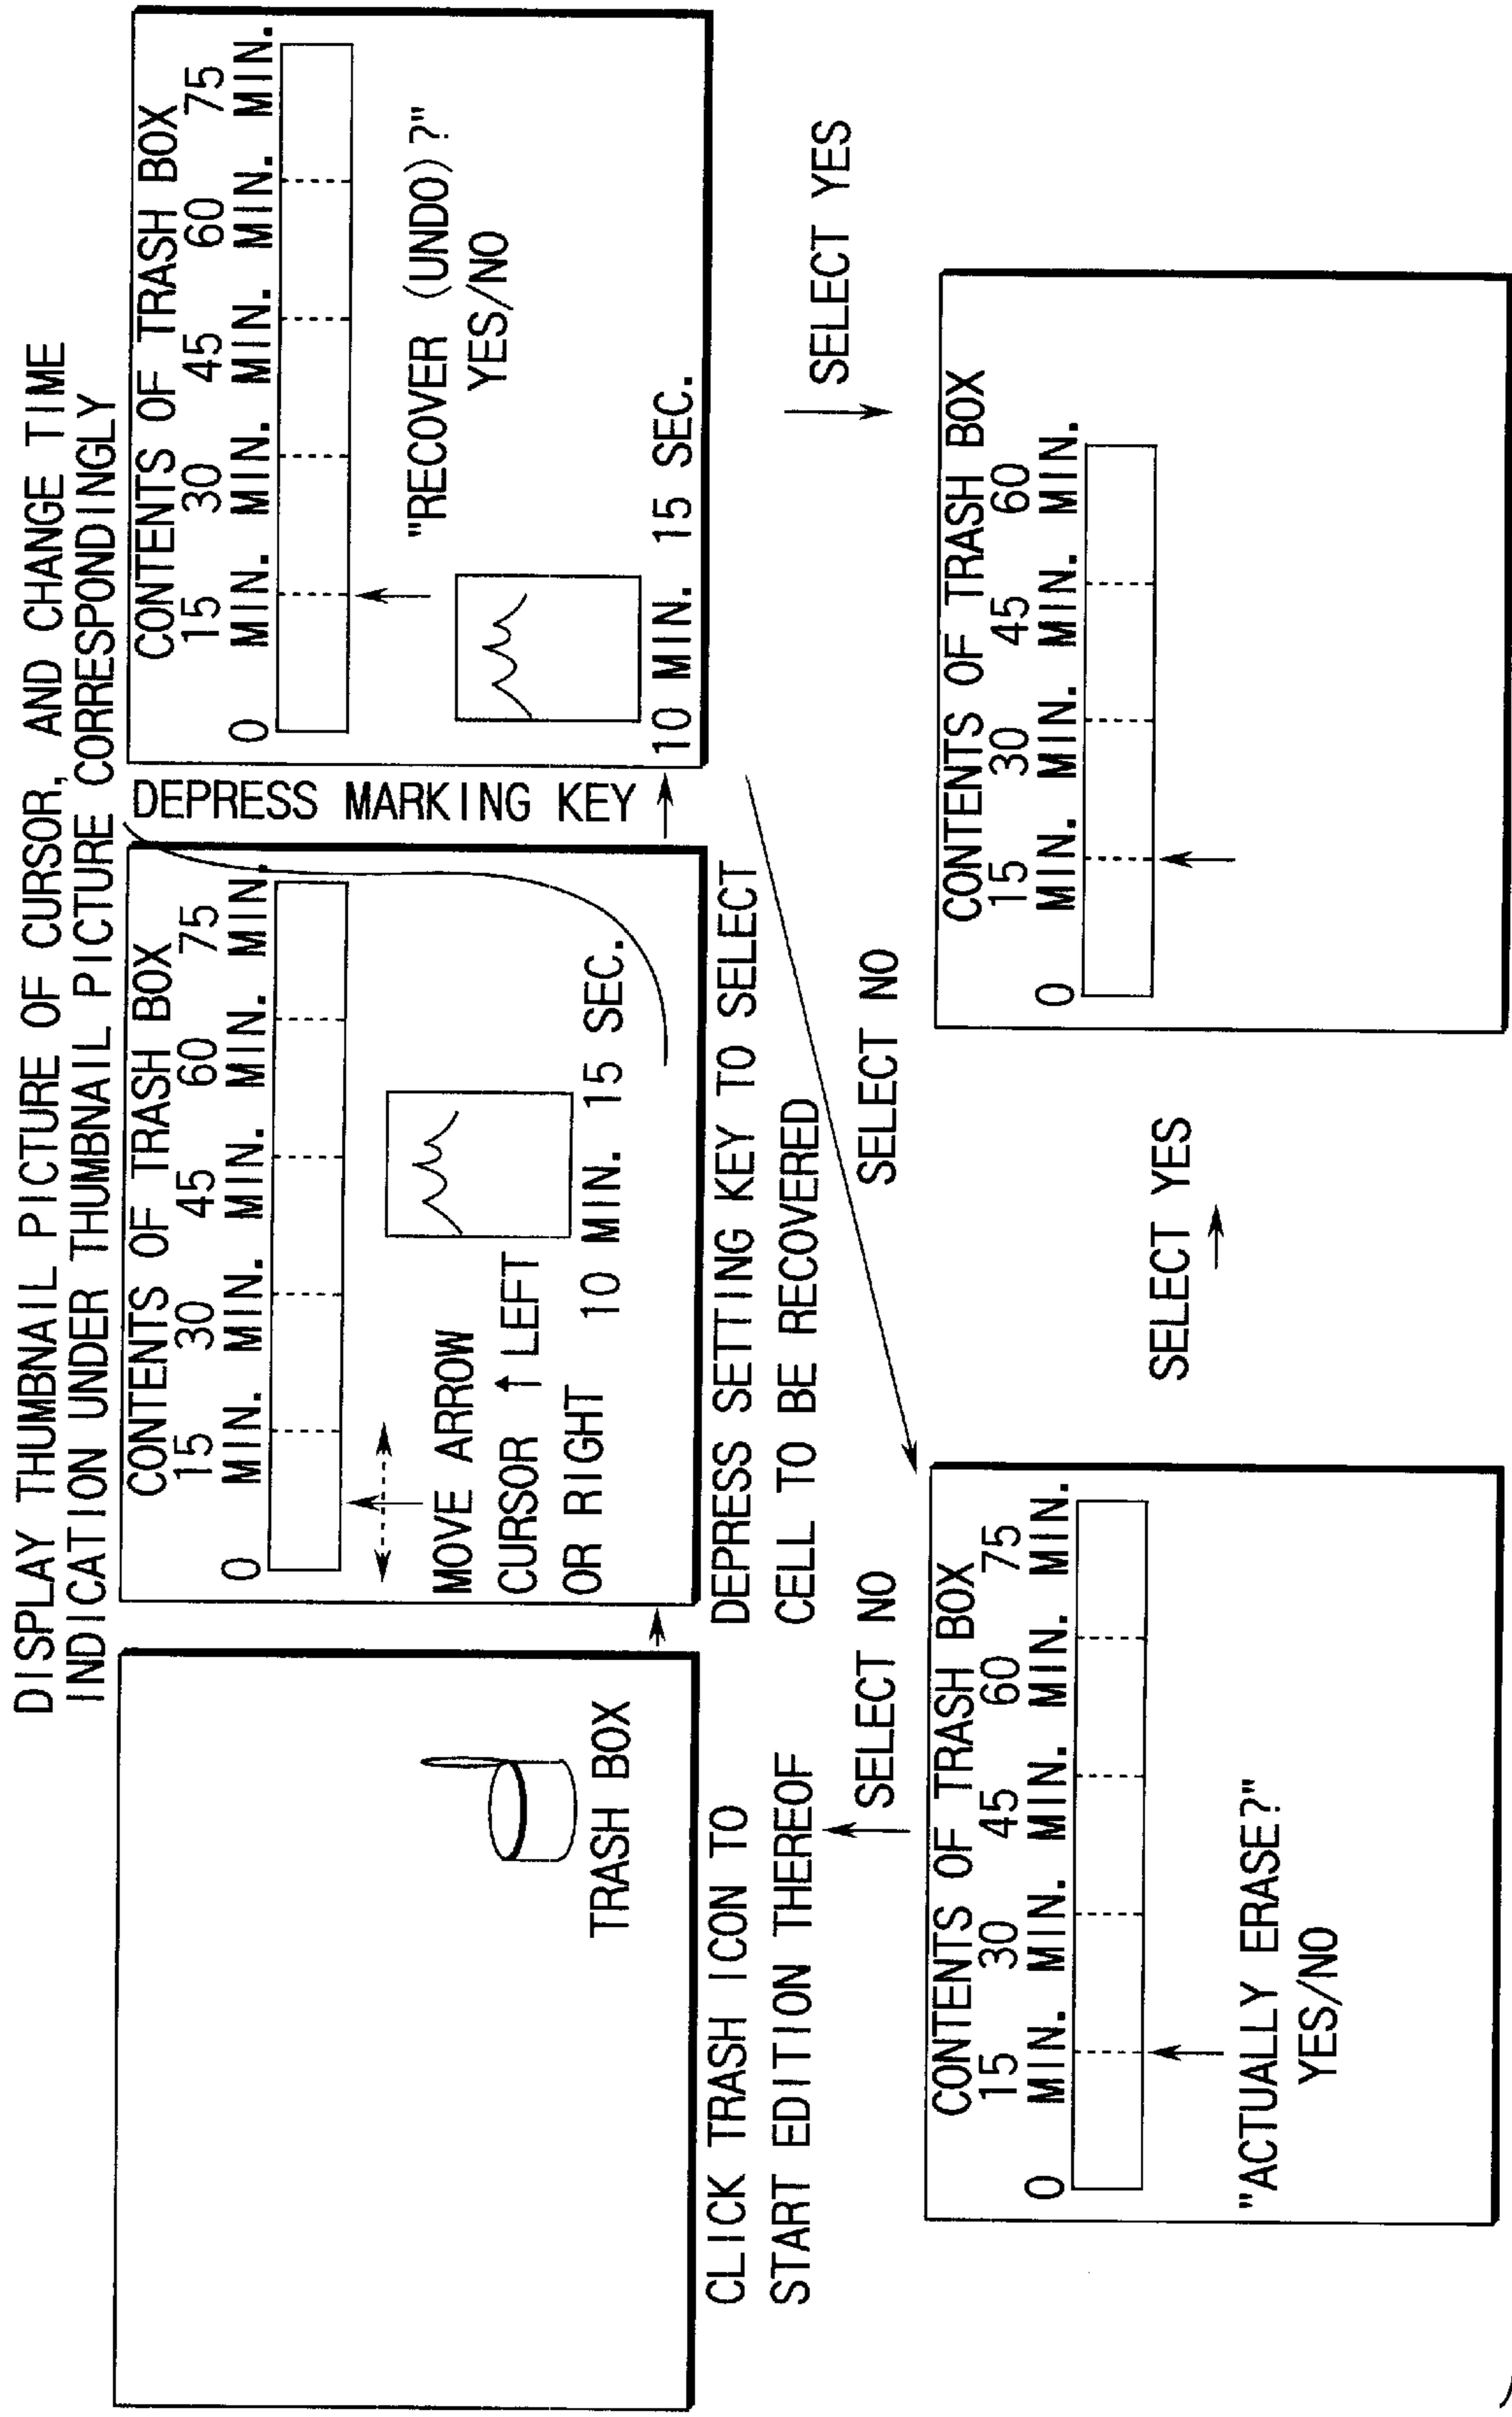 DISPLAY THUMBNAIL PICTURE OF CURSOR, AND CHANGE TIME
INDICATION UNDER THUMBNAIL PICTURE CORRESPONDINGLY
TRASH BOX
CLICK TRASH ICON TO
START EDITION THEREOF
CONTENTS OF TRASH BOX
15 30 45 60 75
0 MIN. MIN. MIN. MIN. MIN.
MOVE ARROW
CURSOR ↑ LEFT
OR RIGHT
10 MIN. 15 SEC.
DEPRESS SETTING KEY TO SELECT
CELL TO BE RECOVERED
DEPRESS MARKING KEY
CONTENTS OF TRASH BOX
15 30 45 60 75
0 MIN. MIN. MIN. MIN. MIN.
"RECOVER (UNDO)?"
YES/NO
10 MIN. 15 SEC.
SELECT NO
SELECT NO
SELECT YES
CONTENTS OF TRASH BOX
15 30 45 60 75
0 MIN. MIN. MIN. MIN. MIN.
"ACTUALLY ERASE?"
YES/NO
SELECT YES
CONTENTS OF TRASH BOX
15 30 45 60
0 MIN. MIN. MIN. MIN.